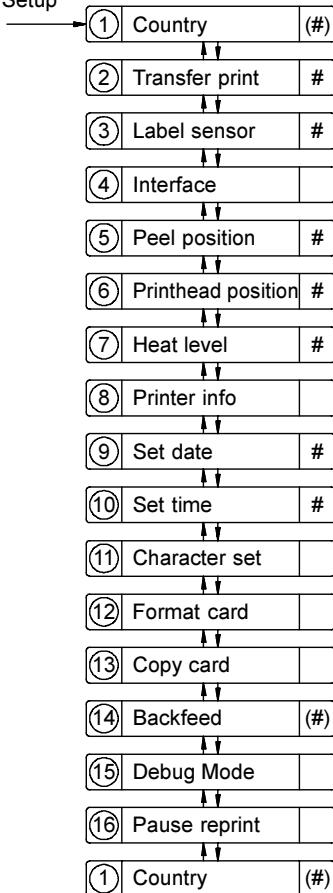 Setup
1 Country (#)
2 Transfer print #
3 Label sensor #
4 Interface
5 Peel position #
6 Printhead position #
7 Heat level #
8 Printer info
9 Set date #
10 Set time #
11 Character set
12 Format card
13 Copy card
14 Backfeed (#)
15 Debug Mode
16 Pause reprint
1 Country (#)